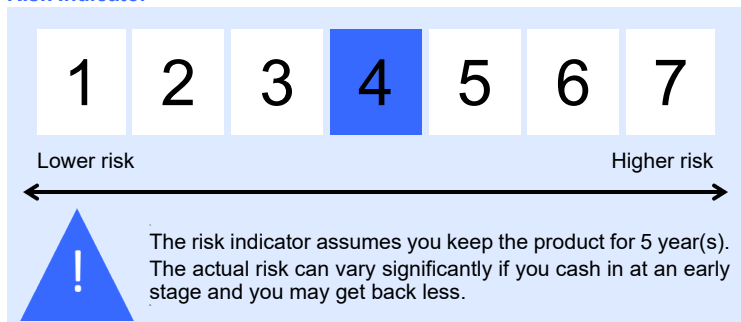 Risk Indicator
1 2 3 4 5 6 7
Lower risk Higher risk
!
The risk indicator assumes you keep the product for 5 year(s).
The actual risk can vary significantly if you cash in at an early
stage and you may get back less.